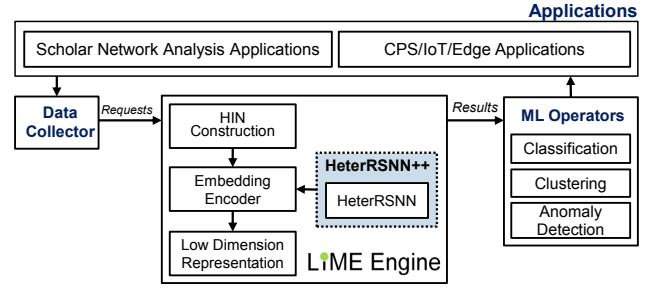 Applications
Scholar Network Analysis Applications
CPS/IoT/Edge Applications
Data
Collector
Requests
HIN
Construction
Embedding
Encoder
Low Dimension
Representation
HeterRSNN++
HeterRSNN
LiME Engine
Results
ML Operators
Classification
Clustering
Anomaly
Detection